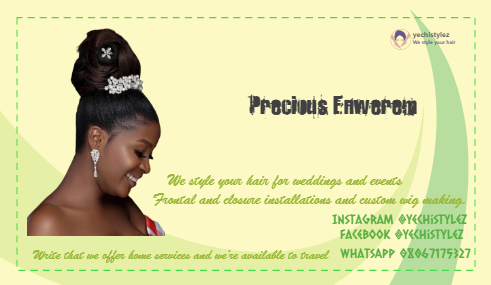 yechistylez
We style your hair
Precious Enwerem
We style your hair for weddings and events
Frontal and closure installations and custom wig making.
INSTAGRAM @YECHISTYLEZ
FACEBOOK @YECHISTYLEZ
WHATSAPP 08067175327
Write that we offer home services and we're available to travel